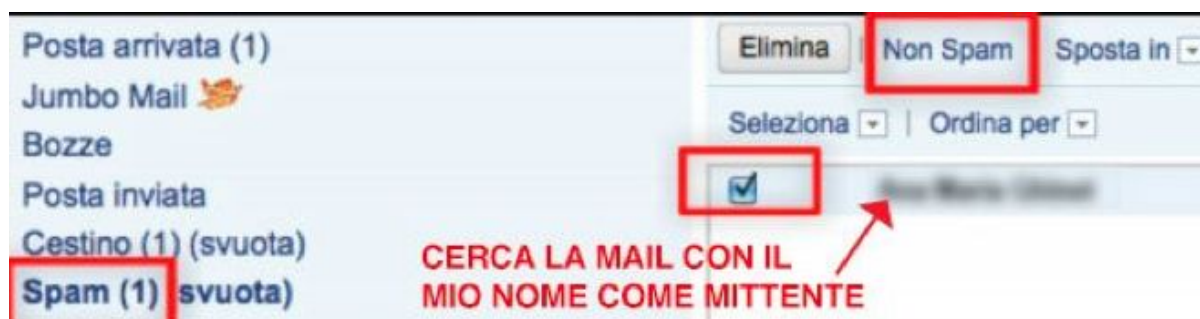 Posta arrivata (1)
Jumbo Mail
Bozze
Posta inviata
Cestino (1) (svuota)
Spam (1) (svuota)
Elimina | Non Spam Sposta in
Seleziona | Ordina per
CERCA LA MAIL CON IL
MIO NOME COME MITTENTE